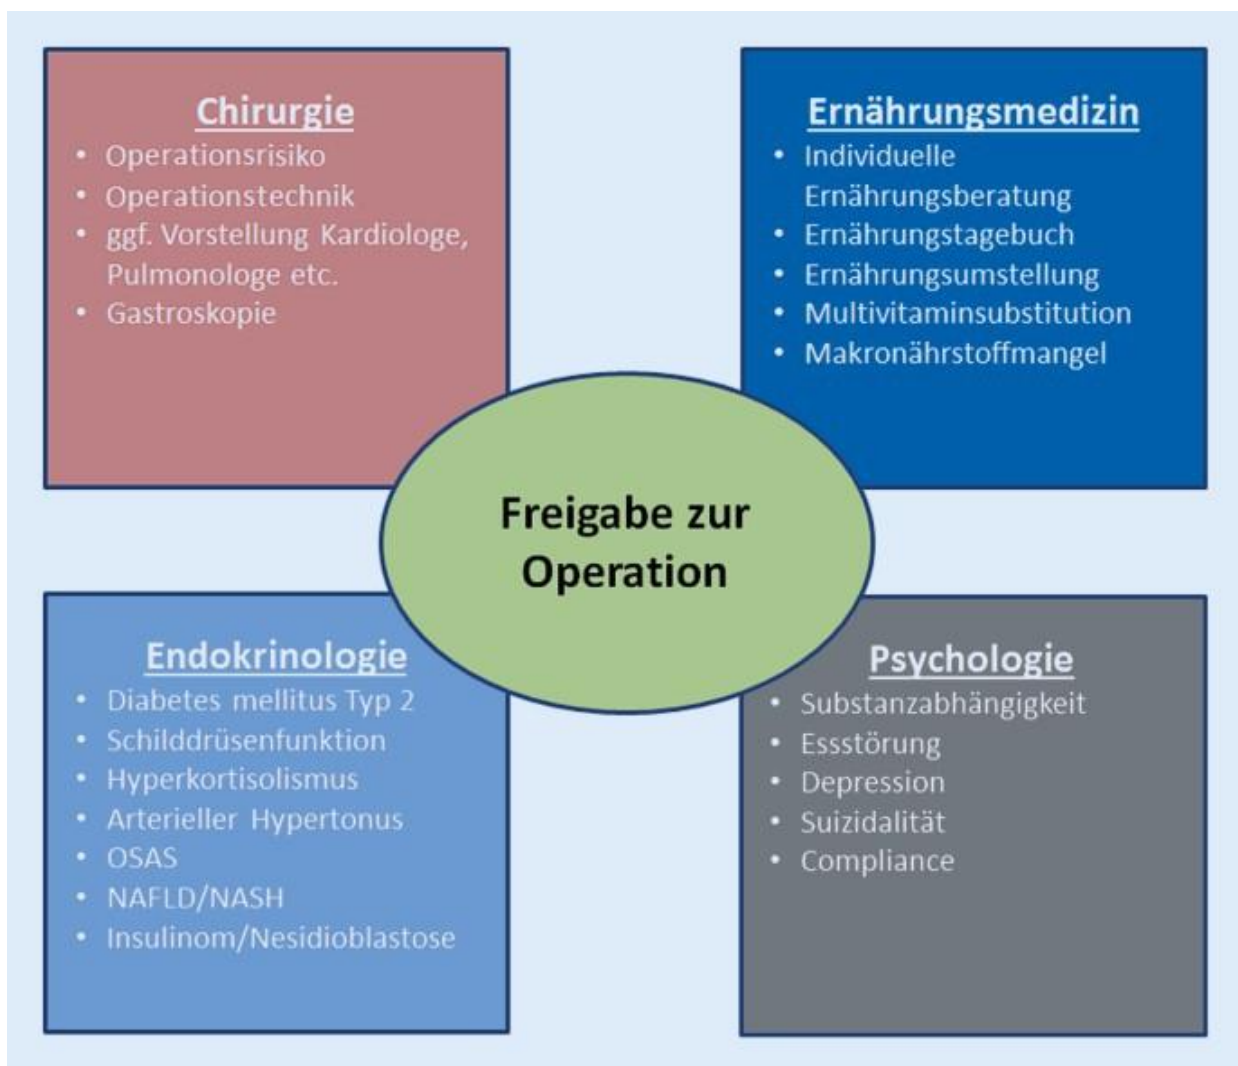 Chirurgie
• Operationsrisiko
• Operationstechnik
• ggf. Vorstellung Kardiologe,
Pulmonologe etc.
• Gastroskopie
Ernährungsmedizin
• Individuelle
Ernährungsberatung
• Ernährungstagebuch
• Ernährungsumstellung
• Multivitaminsubstitution
• Makronährstoffmangel
Freigabe zur
Operation
Endokrinologie
• Diabetes mellitus Typ 2
• Schilddrüsenfunktion
• Hyperkortisolismus
• Arterieller Hypertonus
• OSAS
• NAFLD/NASH
• Insulinom/Nesidioblastose
Psychologie
• Substanzabhängigkeit
• Essstörung
• Depression
• Suizidalität
• Compliance